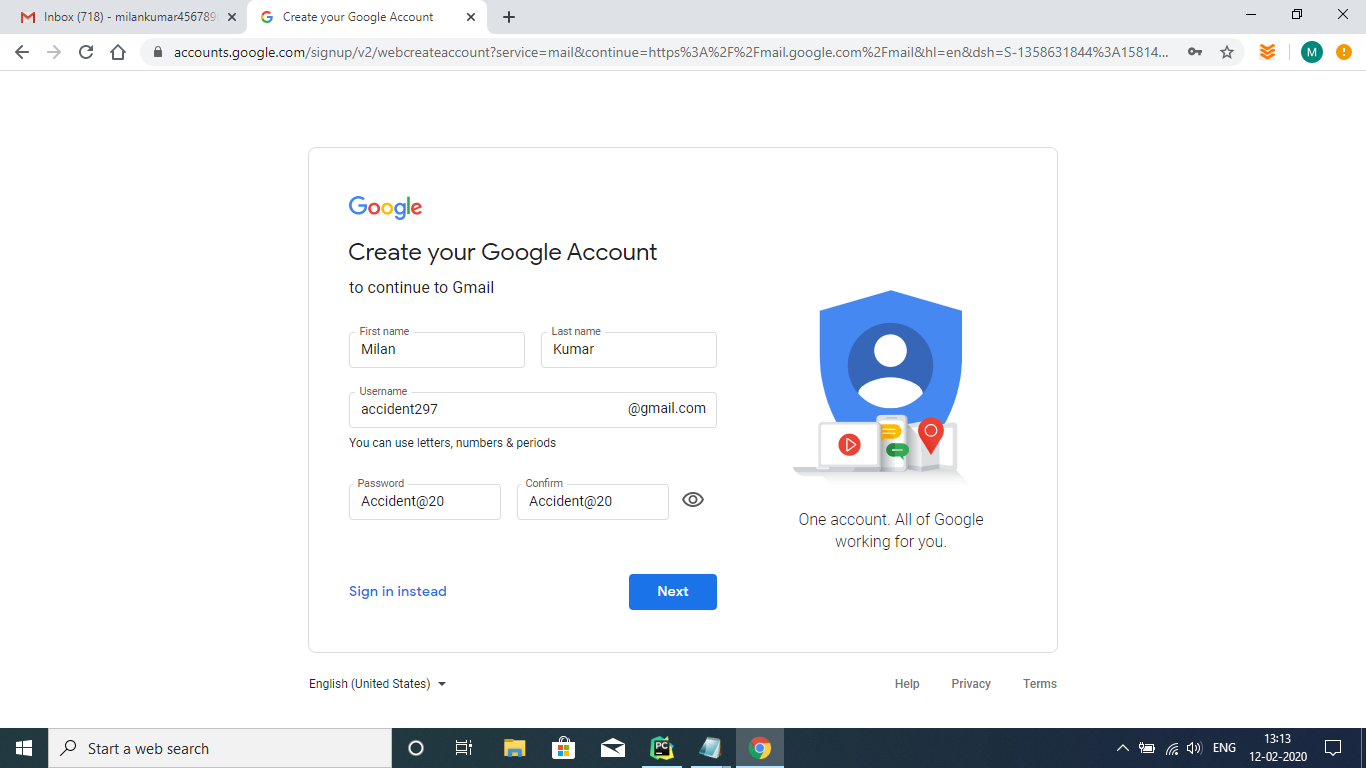 Inbox (718) - milankumar456789
Create your Google Account
accounts.google.com/signup/v2/webcreateaccount?service=mail&continue=https%3A%2F%2Fmail.google.com%2Fmail&hl=en&dsh=S-1358631844%3A15814...
M
Google
Create your Google Account
to continue to Gmail
First name
Last name
Milan
Kumar
Username
accident297
@gmail.com
You can use letters, numbers & periods
Password
Confirm
Accident@20
Accident@20
One account. All of Google
working for you.
Sign in instead
Next
English (United States)
Help
Privacy
Terms
Start a web search
PC
ENG
13:13
12-02-2020